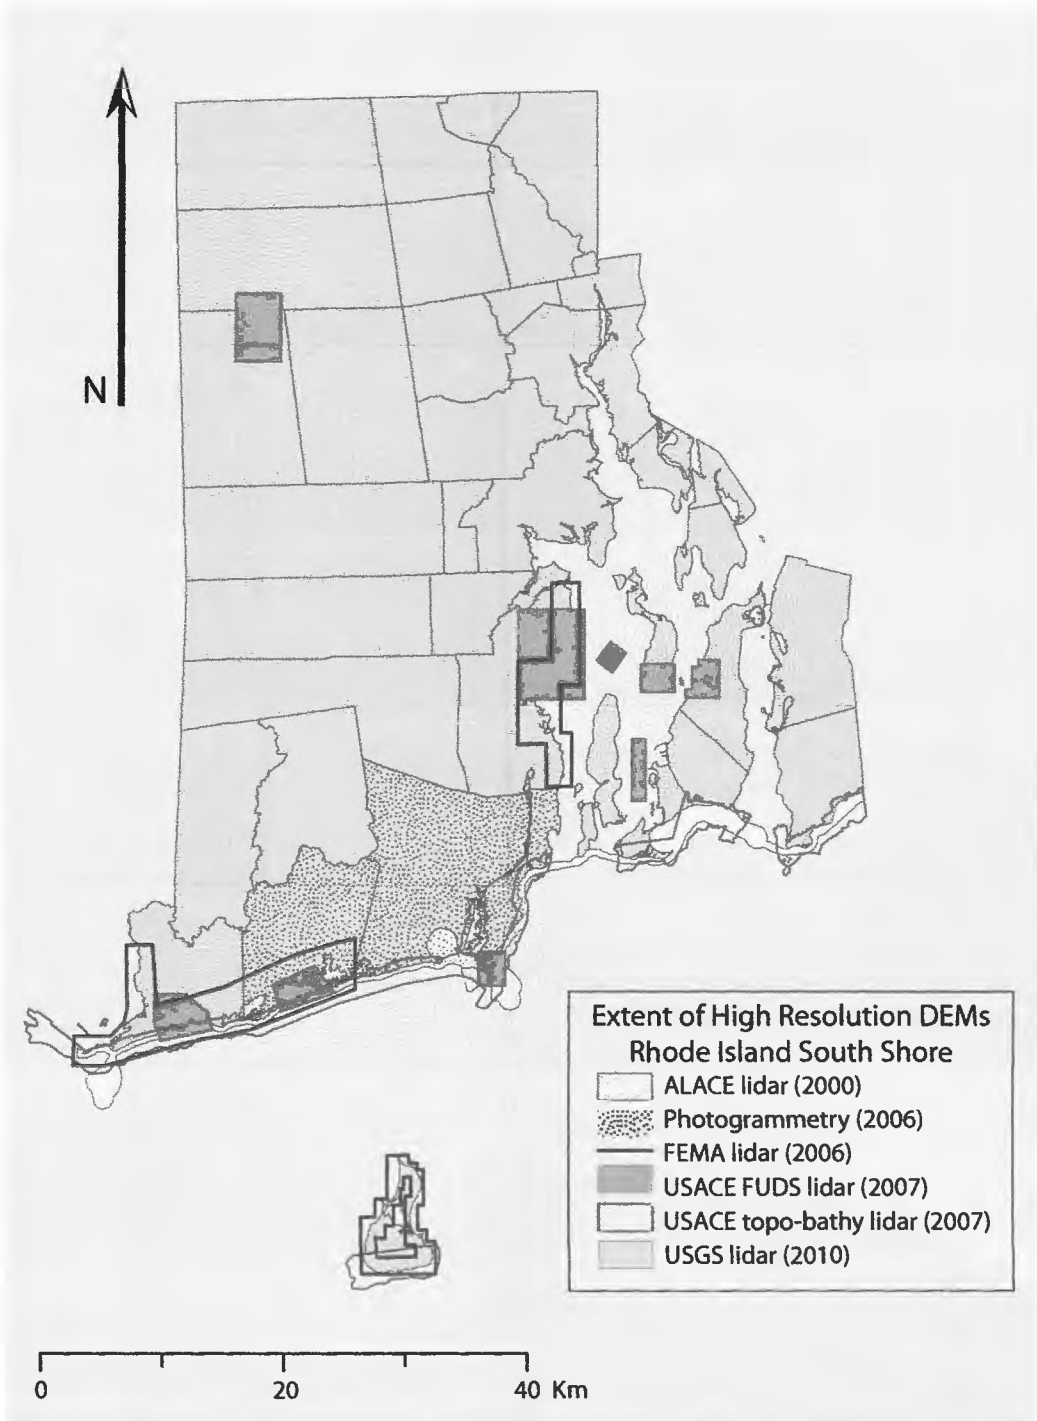 N
Extent of High Resolution DEMs
Rhode Island South Shore
ALACE lidar (2000)
Photogrammetry (2006)
FEMA lidar (2006)
USACE FUDS lidar (2007)
USACE topo-bathy lidar (2007)
USGS lidar (2010)
0 20 40 Km